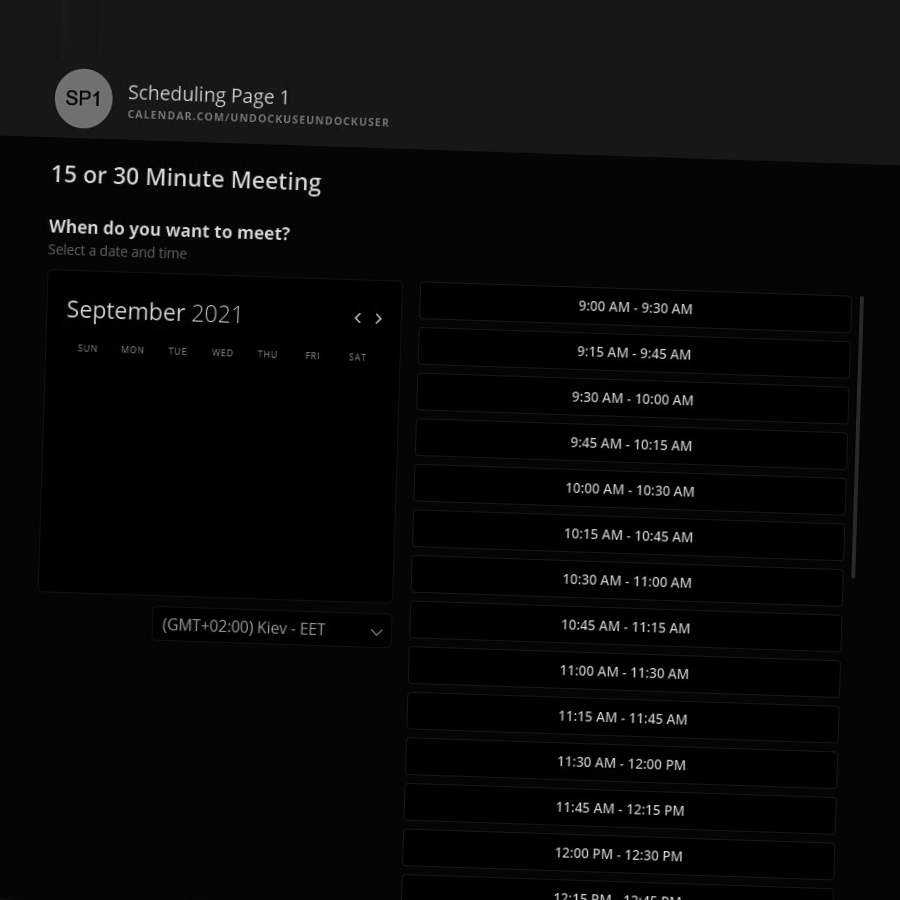 SP1
Scheduling Page 1
CALENDAR.COM/UNDOCKUSEUNDOCKUSER
15 or 30 Minute Meeting
When do you want to meet?
Select a date and time
September 2021
SUN MON TUE WED THU FRI SAT
(GMT+02:00) Kiev - EET
9:00 AM - 9:30 AM
9:15 AM - 9:45 AM
9:30 AM - 10:00 AM
9:45 AM - 10:15 AM
10:00 AM - 10:30 AM
10:15 AM - 10:45 AM
10:30 AM - 11:00 AM
10:45 AM - 11:15 AM
11:00 AM - 11:30 AM
11:15 AM - 11:45 AM
11:30 AM - 12:00 PM
11:45 AM - 12:15 PM
12:00 PM - 12:30 PM
12:15 PM - 12:45 PM